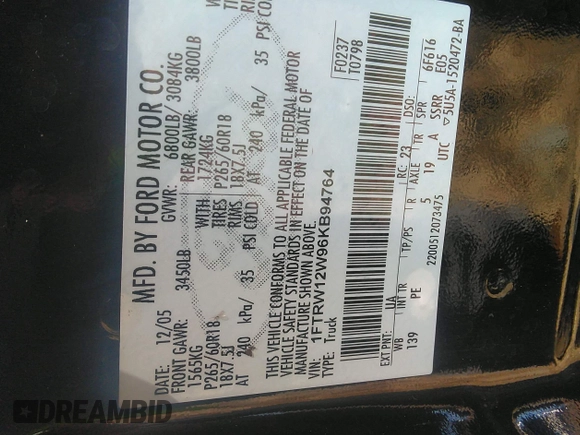 MFD. BY FORD MOTOR CO.
DATE: 12/05 GVWR: 6800LB/ 3084KG
FRONT GAWR: 3450LB REAR GAWR: 3800LB
1565KG WITH 1724KG
P265/60R18 TIRES P265/60R18
18X7.5J RIMS 18X7.5J
AT 240 kPa/ 35 PSI COLD AT 240 kPa/ 35 PSI COLD
THIS VEHICLE CONFORMS TO ALL APPLICABLE FEDERAL MOTOR
VEHICLE SAFETY STANDARDS IN EFFECT ON THE DATE OF
MANUFACTURE SHOWN ABOVE.
VIN: 1FTRW12W96KB94764
TYPE: Truck
F0237
T0798
EXT PNT: UA RC: 23 DSO:
WB INT TR TP/PS R AXLE TR SPR 6F616
139 PE 5 19 A SSRR E05
2200512073475 UTC ▽5U5A-1520472-BA
DREAMBID